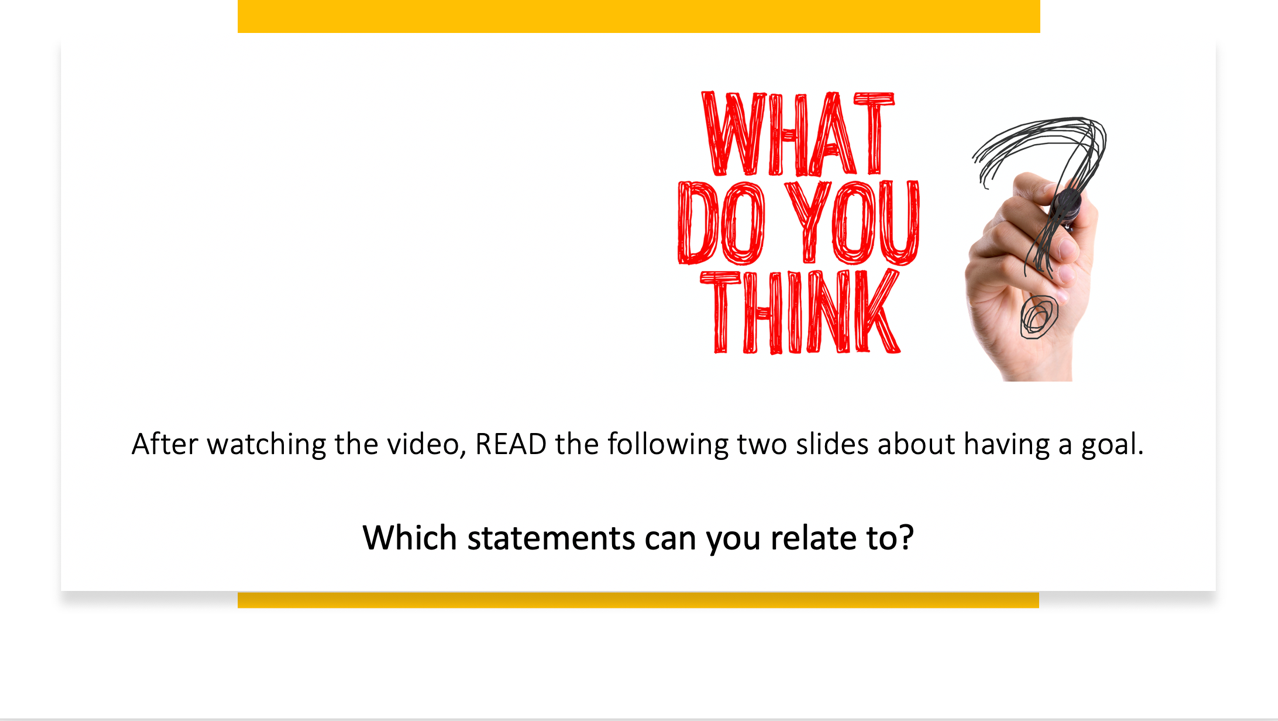 WHAT
DO YOU
THINK ?
After watching the video, READ the following two slides about having a goal.
Which statements can you relate to?